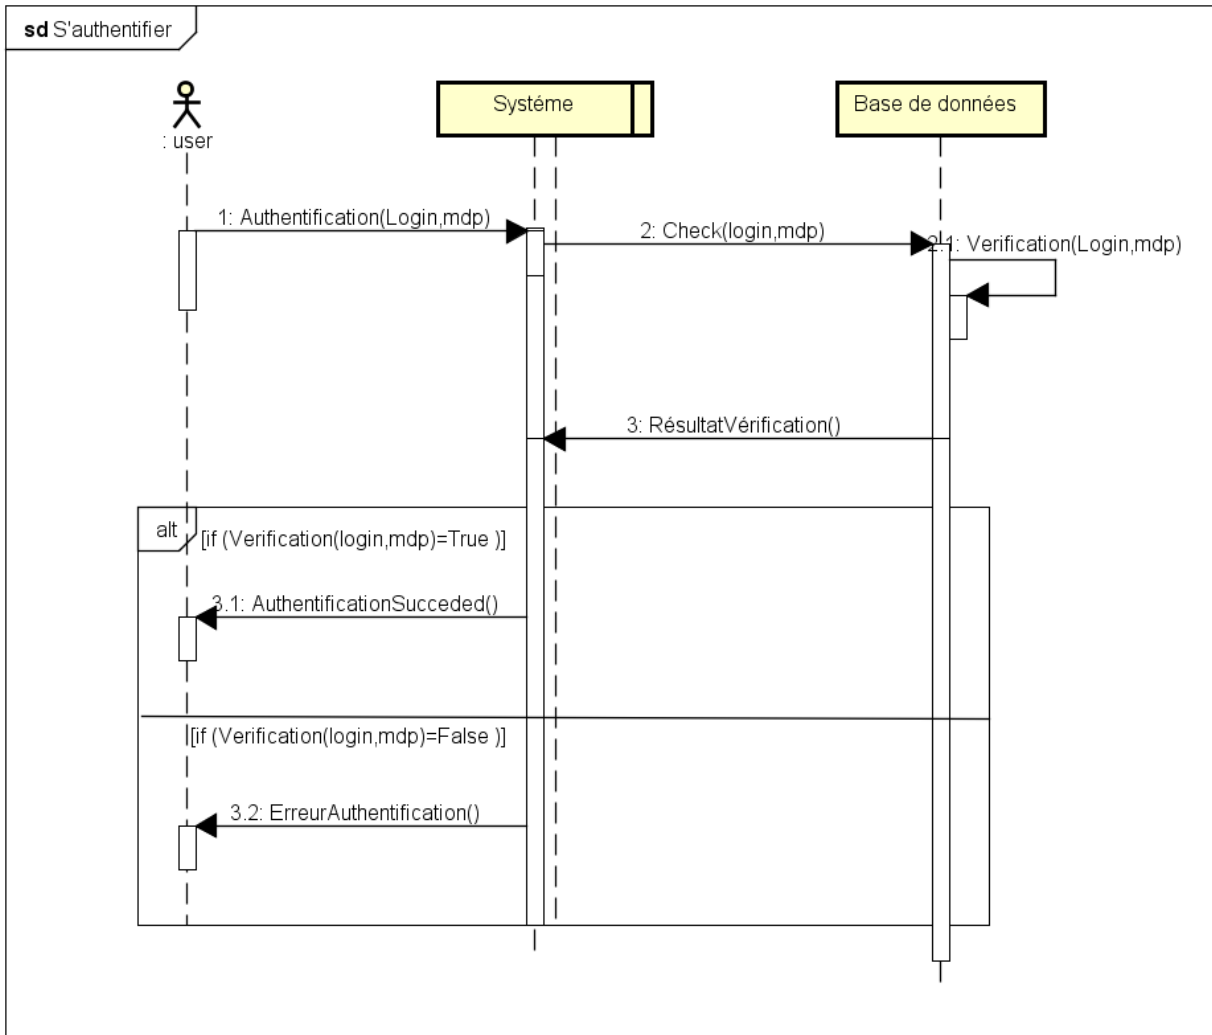 sd S'authentifier
: user
Systéme
Base de données
1: Authentification(Login,mdp)
2: Check(login,mdp)
2.1: Verification(Login,mdp)
3: RésultatVérification()
alt
[if (Verification(login,mdp)=True )]
3.1: AuthentificationSucceded()
[if (Verification(login,mdp)=False )]
3.2: ErreurAuthentification()